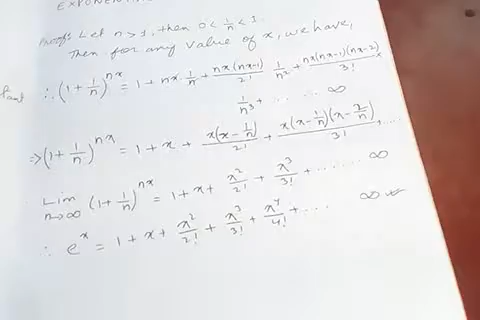 EXPONENTI
Proof: Let n > 1, then 0 < 1/n < 1.
Then for any value of x, we have,
∴ (1 + 1/n)^nx = 1 + nx · 1/n + nx(nx-1)/2! 1/n² + nx(nx-1)(nx-2)/3! ×
1/n³ + ...... ∞
⇒ (1 + 1/n)^nx = 1 + x + x(x - 1/n)/2! + x(x - 1/n)(x - 2/n)/3! + ....
Lim n→∞ (1 + 1/n)^nx = 1 + x + x²/2! + x³/3! + ...... ∞
∴ e^x = 1 + x + x²/2! + x³/3! + x⁴/4! + ... ∞